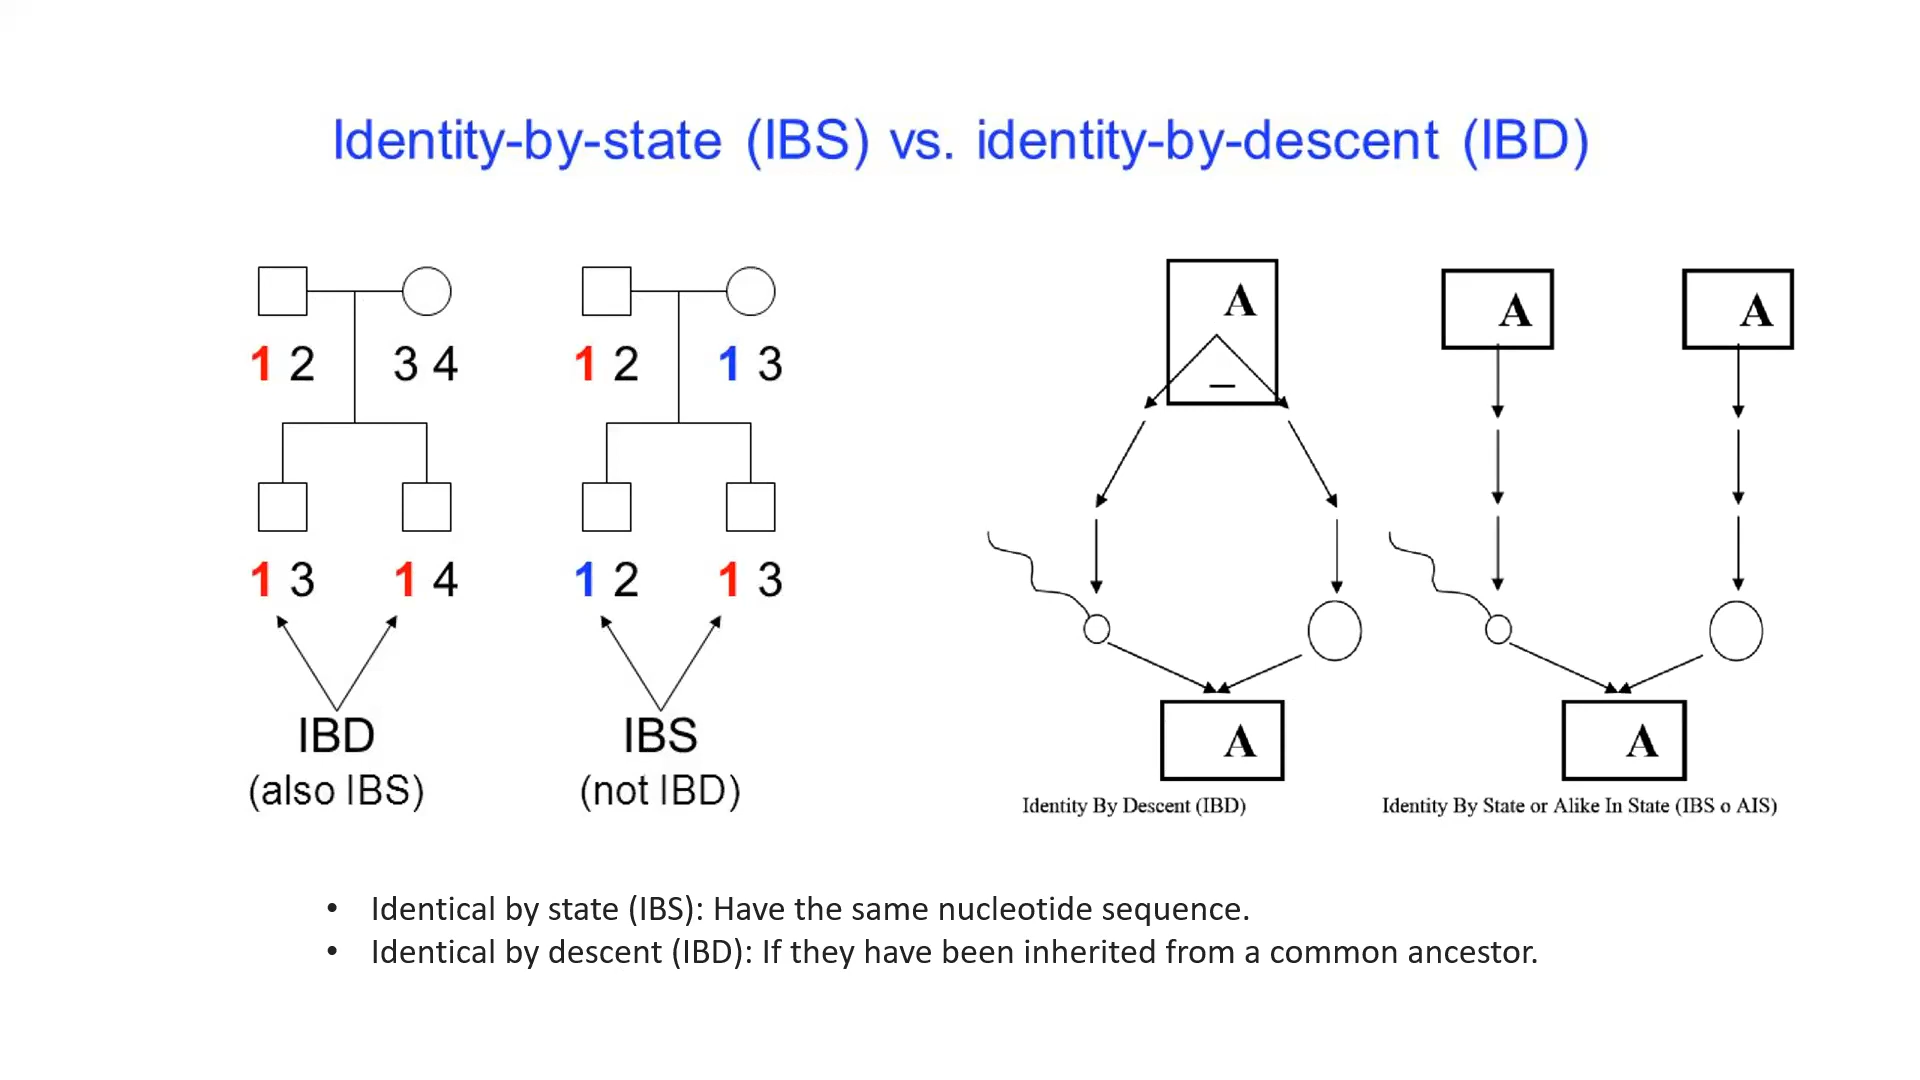 Identity-by-state (IBS) vs. identity-by-descent (IBD)
1 2
3 4
1 2
1 3
1 3
1 4
1 2
1 3
IBD
(also IBS)
IBS
(not IBD)
A
–
A
A
A
A
Identity By Descent (IBD)
Identity By State or Alike In State (IBS o AIS)
• Identical by state (IBS): Have the same nucleotide sequence.
• Identical by descent (IBD): If they have been inherited from a common ancestor.